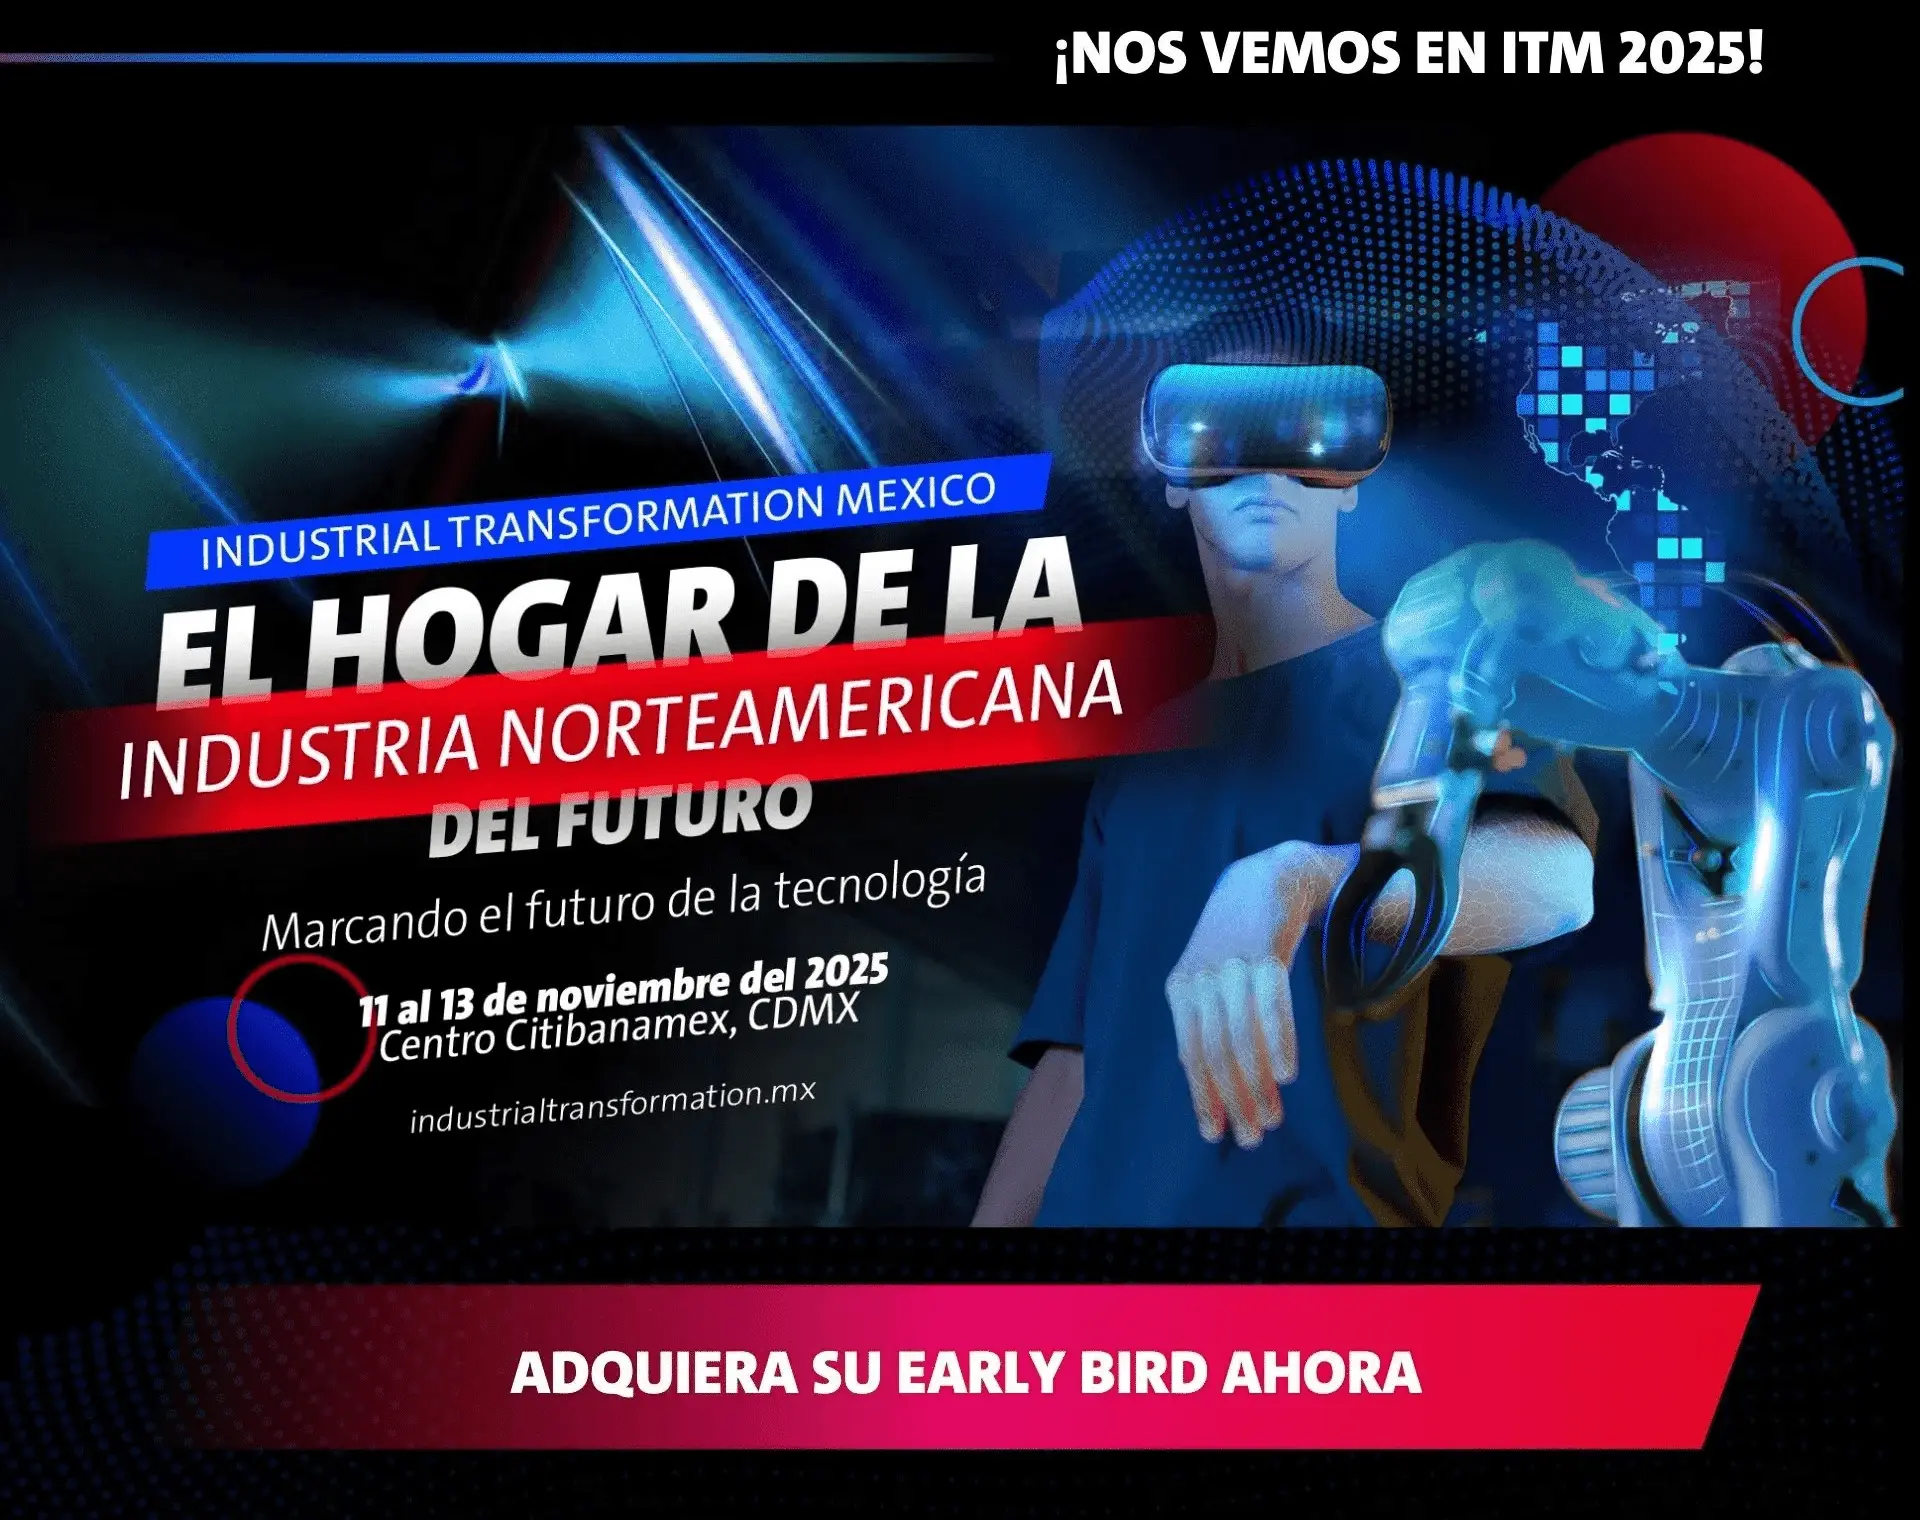 ¡NOS VEMOS EN ITM 2025!
INDUSTRIAL TRANSFORMATION MEXICO
EL HOGAR DE LA
INDUSTRIA NORTEAMERICANA
DEL FUTURO
Marcando el futuro de la tecnología
11 al 13 de noviembre del 2025
Centro Citibanamex, CDMX
industrialtransformation.mx
ADQUIERA SU EARLY BIRD AHORA